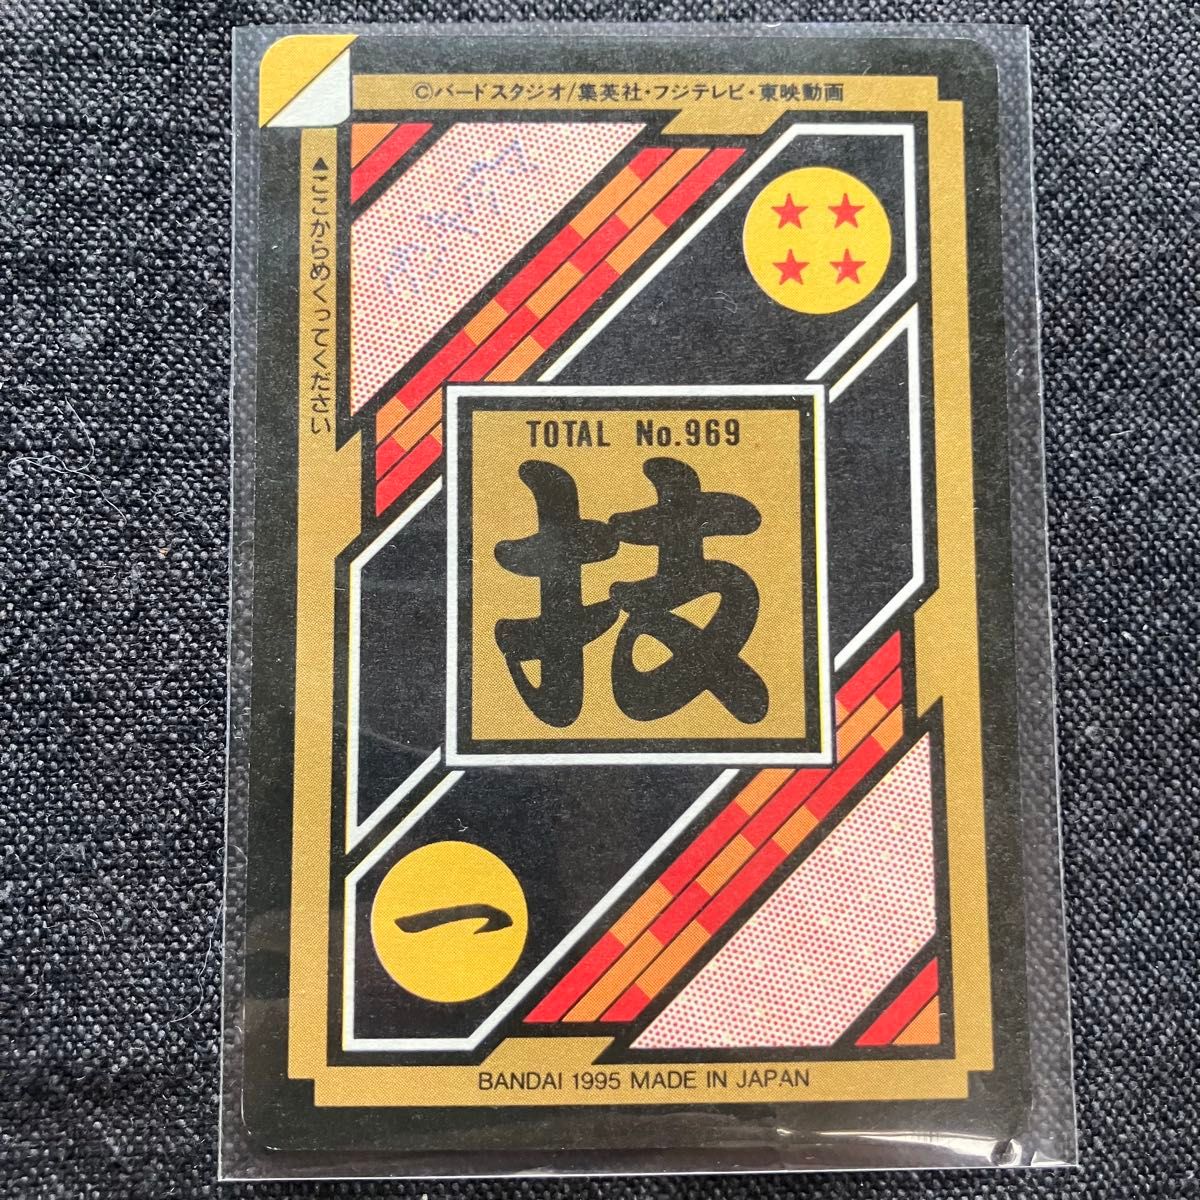 ©バードスタジオ/集英社・フジテレビ・東映動画
▲ここからめくってください
TOTAL No.969
技
一
BANDAI 1995 MADE IN JAPAN